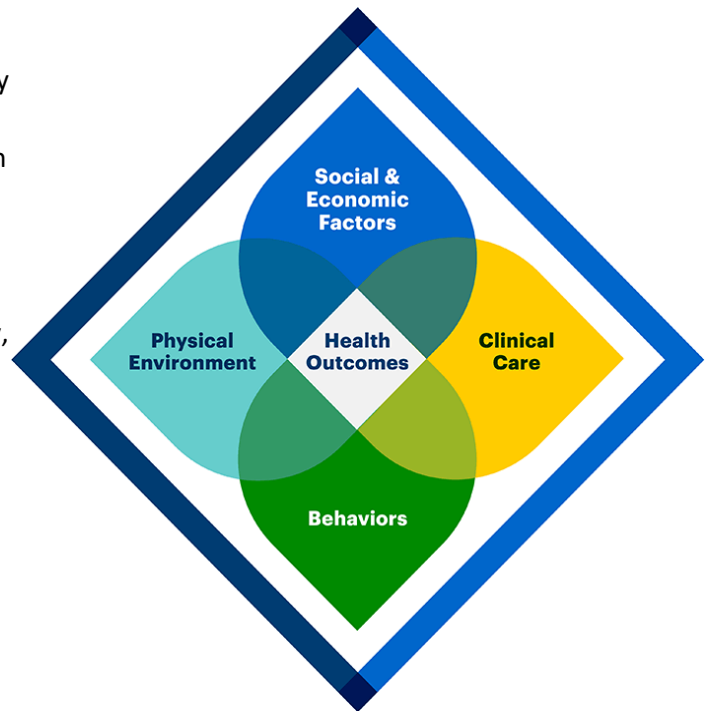 y
n
,
Social &
Economic
Factors
Physical
Environment
Health
Outcomes
Clinical
Care
Behaviors